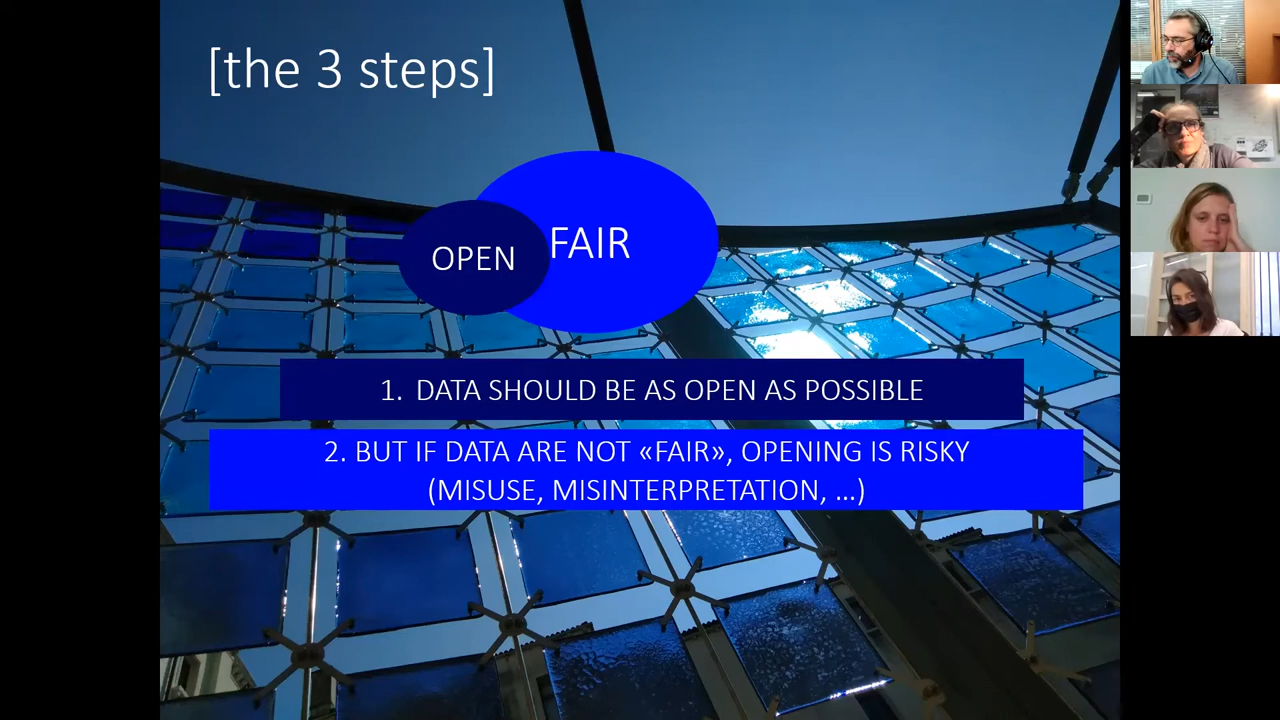 [the 3 steps]
OPEN
FAIR
1. DATA SHOULD BE AS OPEN AS POSSIBLE
2. BUT IF DATA ARE NOT «FAIR», OPENING IS RISKY
(MISUSE, MISINTERPRETATION, ...)